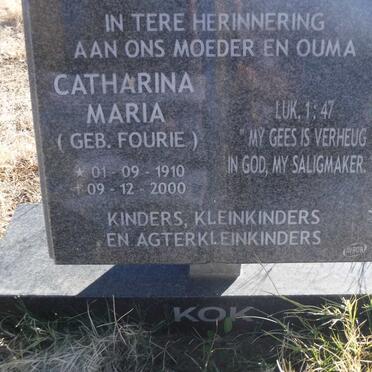 IN TERE HERINNERING
AAN ONS MOEDER EN OUMA
CATHARINA
MARIA
( GEB. FOURIE )
* 01 - 09 - 1910
† 09 - 12 - 2000
LUK. 1 : 47
" MY GEES IS VERHEUG
IN GOD, MY SALIGMAKER.
KINDERS, KLEINKINDERS
EN AGTERKLEINKINDERS
KOK